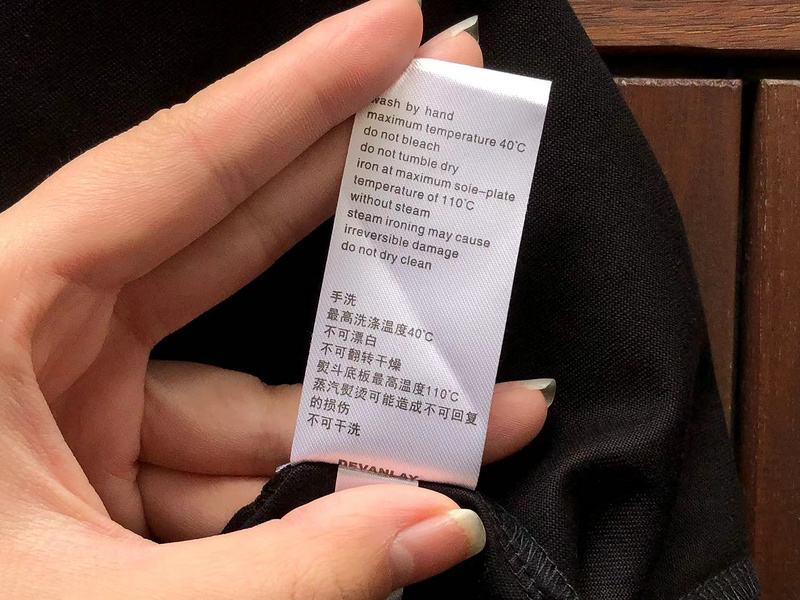 wash by hand
maximum temperature 40℃
do not bleach
do not tumble dry
iron at maximum soie-plate
temperature of 110℃
without steam
steam ironing may cause
irreversible damage
do not dry clean
手洗
最高洗涤温度40℃
不可漂白
不可翻转干燥
熨斗底板最高温度110℃
蒸汽熨烫可能造成不可回复
的损伤
不可干洗
DEVANLAY